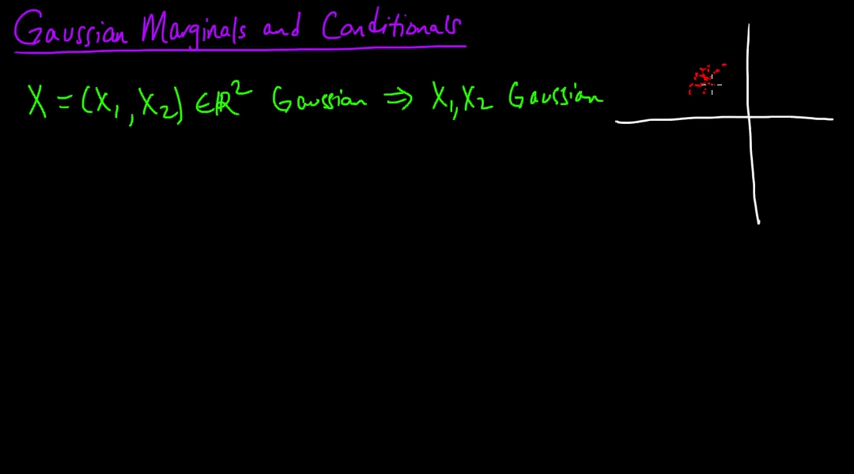 Gaussian Marginals and Conditionals
X = (X₁, X₂) ∈ ℝ² Gaussian ⇒ X₁, X₂ Gaussian